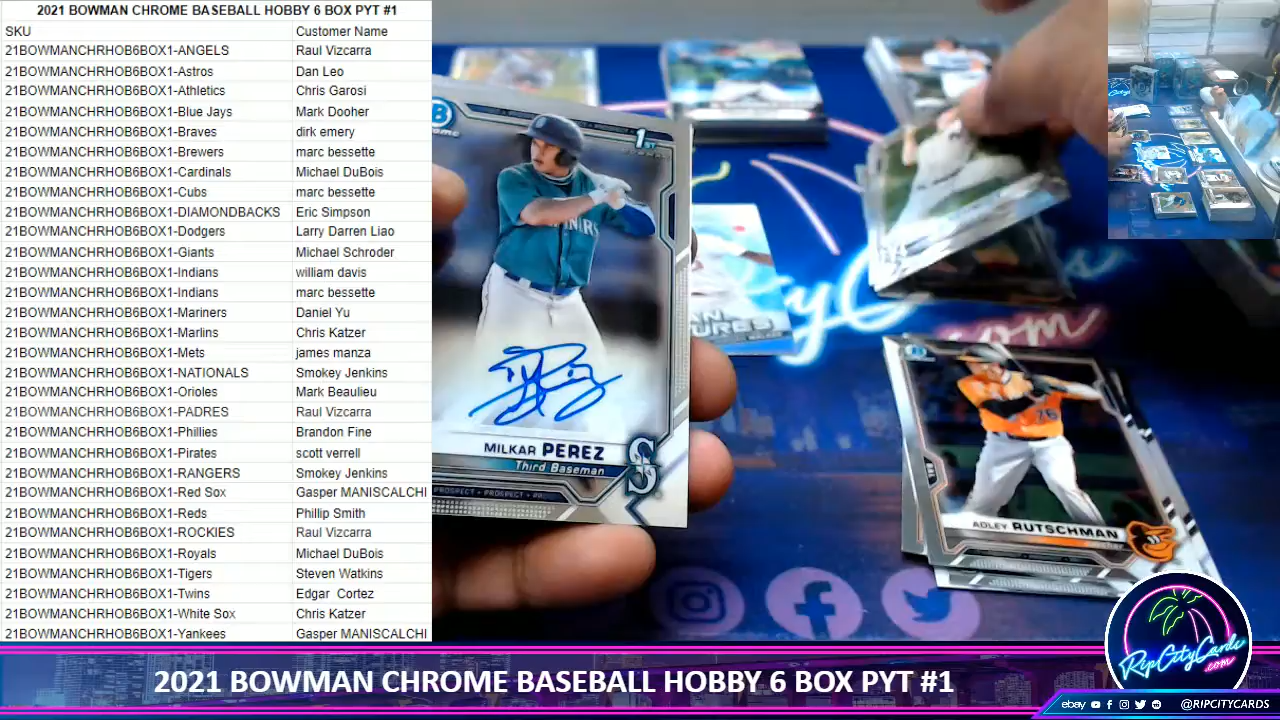 2021 BOWMAN CHROME BASEBALL HOBBY 6 BOX PYT #1
SKU Customer Name
21BOWMANCHRHOB6BOX1-ANGELS Raul Vizcarra
21BOWMANCHRHOB6BOX1-Astros Dan Leo
21BOWMANCHRHOB6BOX1-Athletics Chris Garosi
21BOWMANCHRHOB6BOX1-Blue Jays Mark Dooher
21BOWMANCHRHOB6BOX1-Braves dirk emery
21BOWMANCHRHOB6BOX1-Brewers marc bessette
21BOWMANCHRHOB6BOX1-Cardinals Michael DuBois
21BOWMANCHRHOB6BOX1-Cubs marc bessette
21BOWMANCHRHOB6BOX1-DIAMONDBACKS Eric Simpson
21BOWMANCHRHOB6BOX1-Dodgers Larry Darren Liao
21BOWMANCHRHOB6BOX1-Giants Michael Schroder
21BOWMANCHRHOB6BOX1-Indians william davis
21BOWMANCHRHOB6BOX1-Indians marc bessette
21BOWMANCHRHOB6BOX1-Mariners Daniel Yu
21BOWMANCHRHOB6BOX1-Marlins Chris Katzer
21BOWMANCHRHOB6BOX1-Mets james manza
21BOWMANCHRHOB6BOX1-NATIONALS Smokey Jenkins
21BOWMANCHRHOB6BOX1-Orioles Mark Beaulieu
21BOWMANCHRHOB6BOX1-PADRES Raul Vizcarra
21BOWMANCHRHOB6BOX1-Phillies Brandon Fine
21BOWMANCHRHOB6BOX1-Pirates scott verrell
21BOWMANCHRHOB6BOX1-RANGERS Smokey Jenkins
21BOWMANCHRHOB6BOX1-Red Sox Gasper MANISCALCHI
21BOWMANCHRHOB6BOX1-Reds Phillip Smith
21BOWMANCHRHOB6BOX1-ROCKIES Raul Vizcarra
21BOWMANCHRHOB6BOX1-Royals Michael DuBois
21BOWMANCHRHOB6BOX1-Tigers Steven Watkins
21BOWMANCHRHOB6BOX1-Twins Edgar Cortez
21BOWMANCHRHOB6BOX1-White Sox Chris Katzer
21BOWMANCHRHOB6BOX1-Yankees Gasper MANISCALCHI
1ST
MILKAR PEREZ
Third Baseman
PROSPECT • PROSPECT
76
ADLEY RUTSCHMAN
RipCityCards
.com
2021 BOWMAN CHROME BASEBALL HOBBY 6 BOX PYT #1
ebay @RIPCITYCARDS